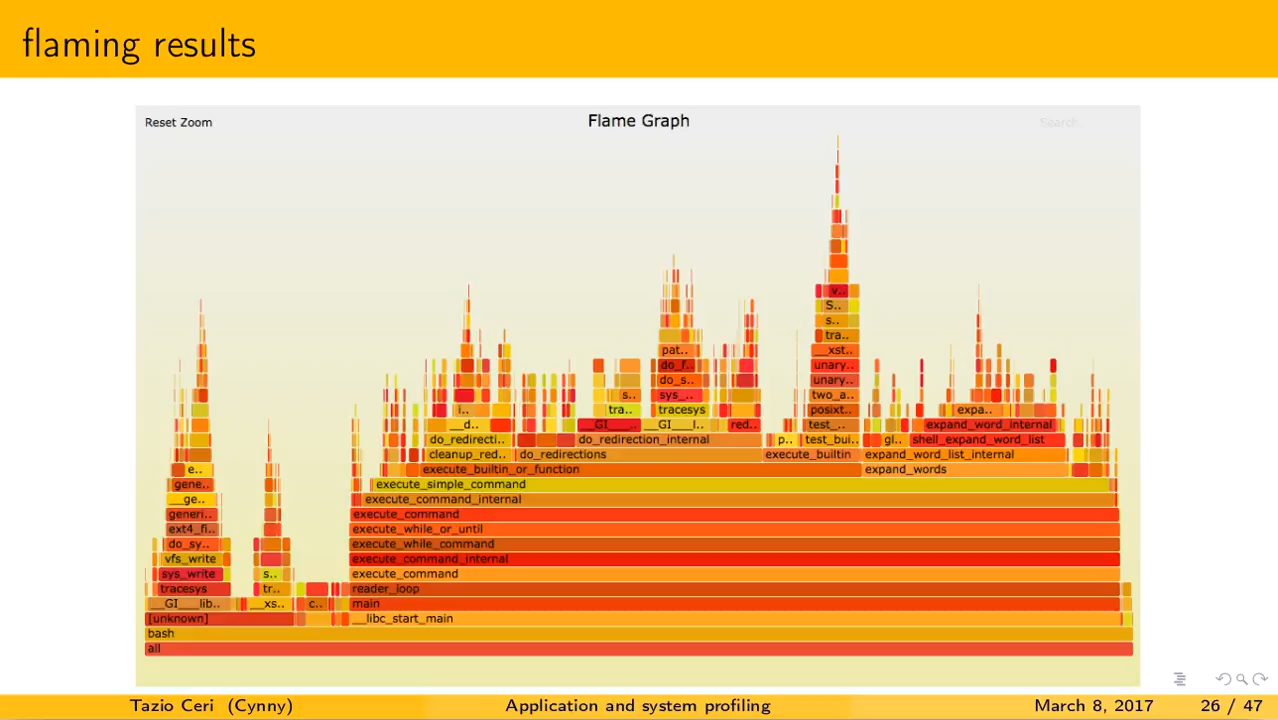 flaming results
Reset Zoom
Flame Graph
Search
v..
S..
s..
tra..
pat.. __xst..
do_f.. unary..
do_s.. unary..
s.. sys_.. two_a..
i.. tra.. tracesys posixt.. expa..
__d.. __GI___.. __GI___l.. red.. test_.. expand_word_internal
do_redirecti.. do_redirection_internal p.. test_bui.. gl.. shell_expand_word_list
cleanup_red.. do_redirections execute_builtin expand_word_list_internal
e.. execute_builtin_or_function expand_words
gene.. execute_simple_command
__ge.. execute_command_internal
generi.. execute_command
ext4_fi.. execute_while_or_until
do_sy.. execute_while_command
vfs_write execute_command_internal
sys_write s.. execute_command
tracesys tr.. reader_loop
__GI___lib.. __xs.. c.. main
[unknown] __libc_start_main
bash
all
Tazio Ceri (Cynny) Application and system profiling March 8, 2017 26 / 47